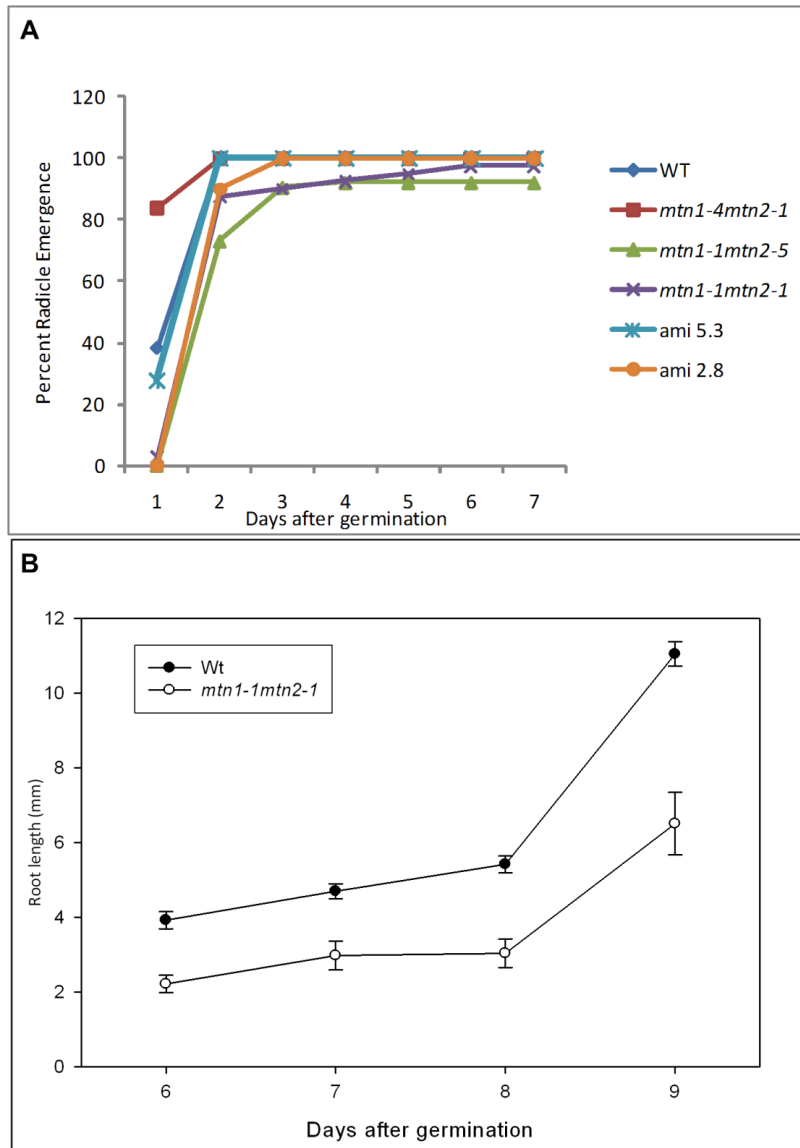 A
120
100
80
60
40
20
0
Percent Radicle Emergence
1 2 3 4 5 6 7
Days after germination
WT
mtn1-4mtn2-1
mtn1-1mtn2-5
mtn1-1mtn2-1
ami 5.3
ami 2.8
B
12
10
8
6
4
2
0
Root length (mm)
Wt
mtn1-1mtn2-1
6 7 8 9
Days after germination